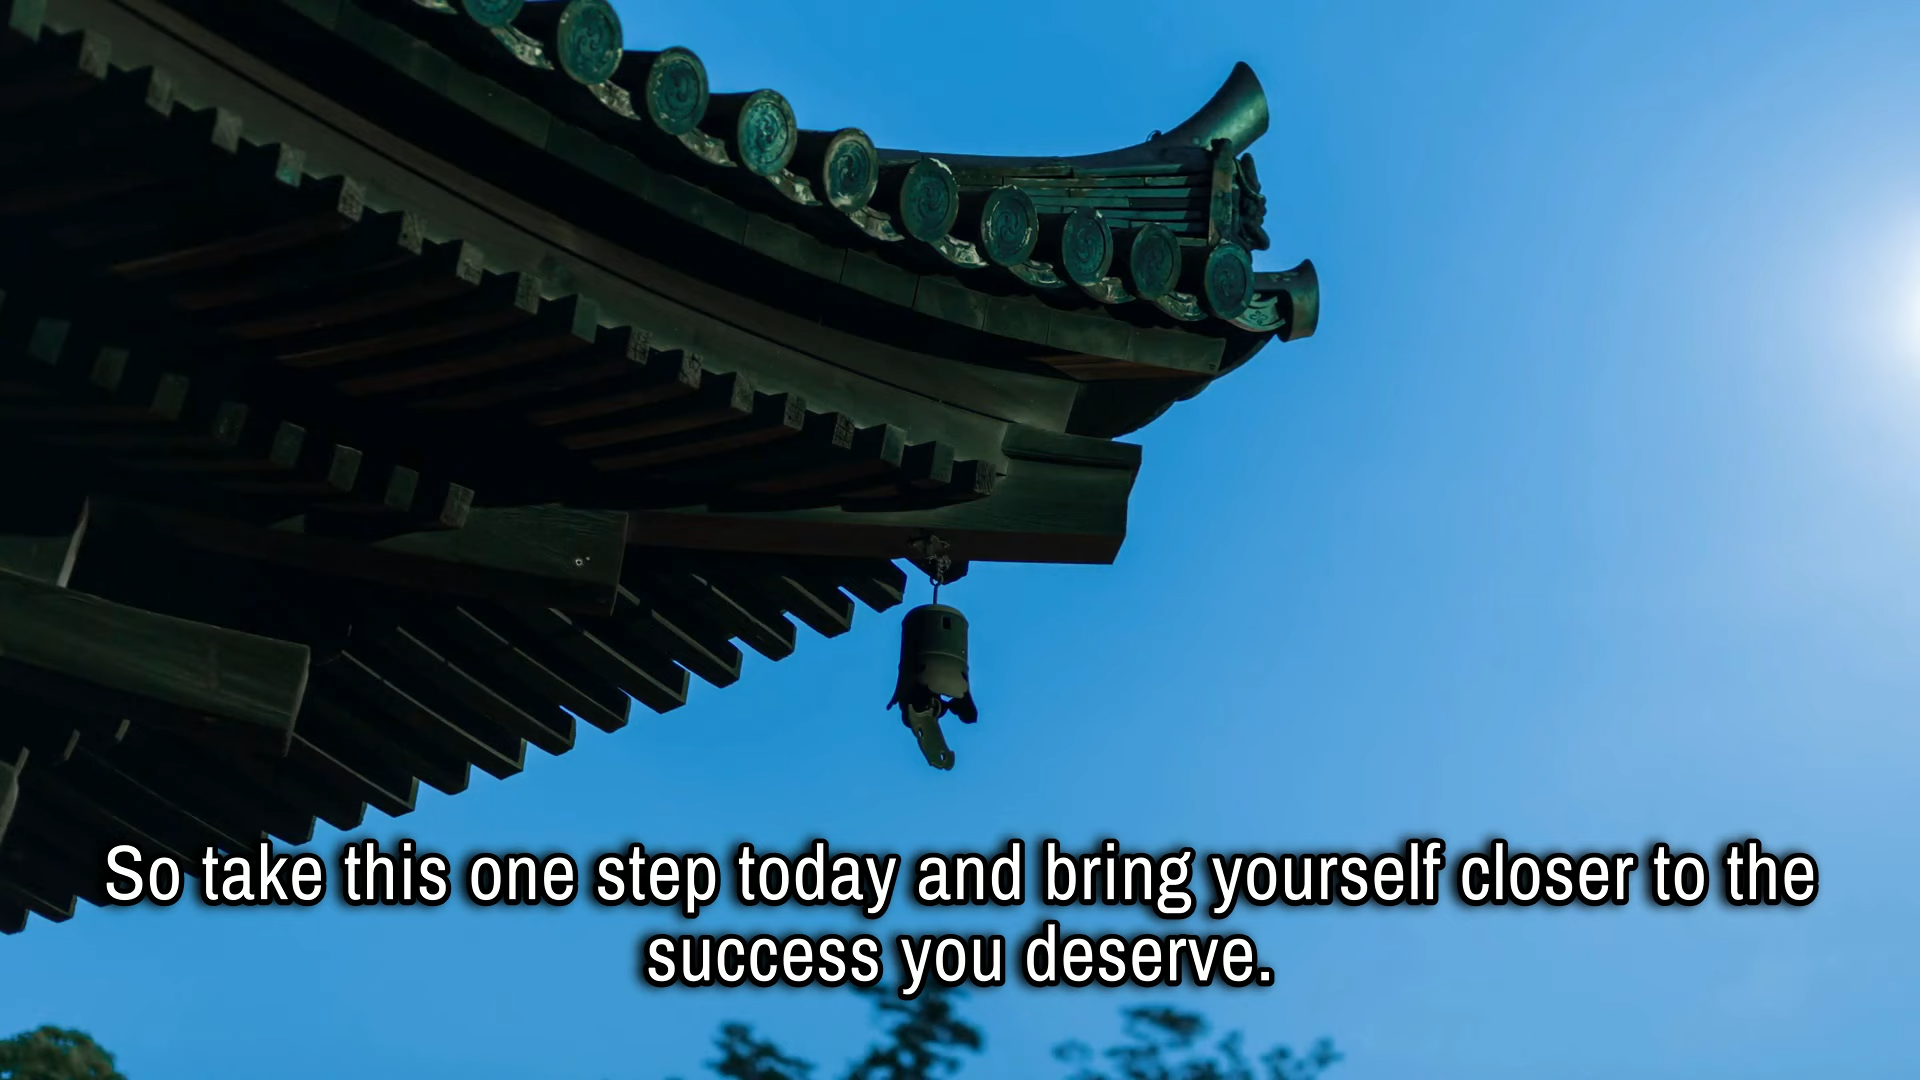 So take this one step today and bring yourself closer to the
success you deserve.